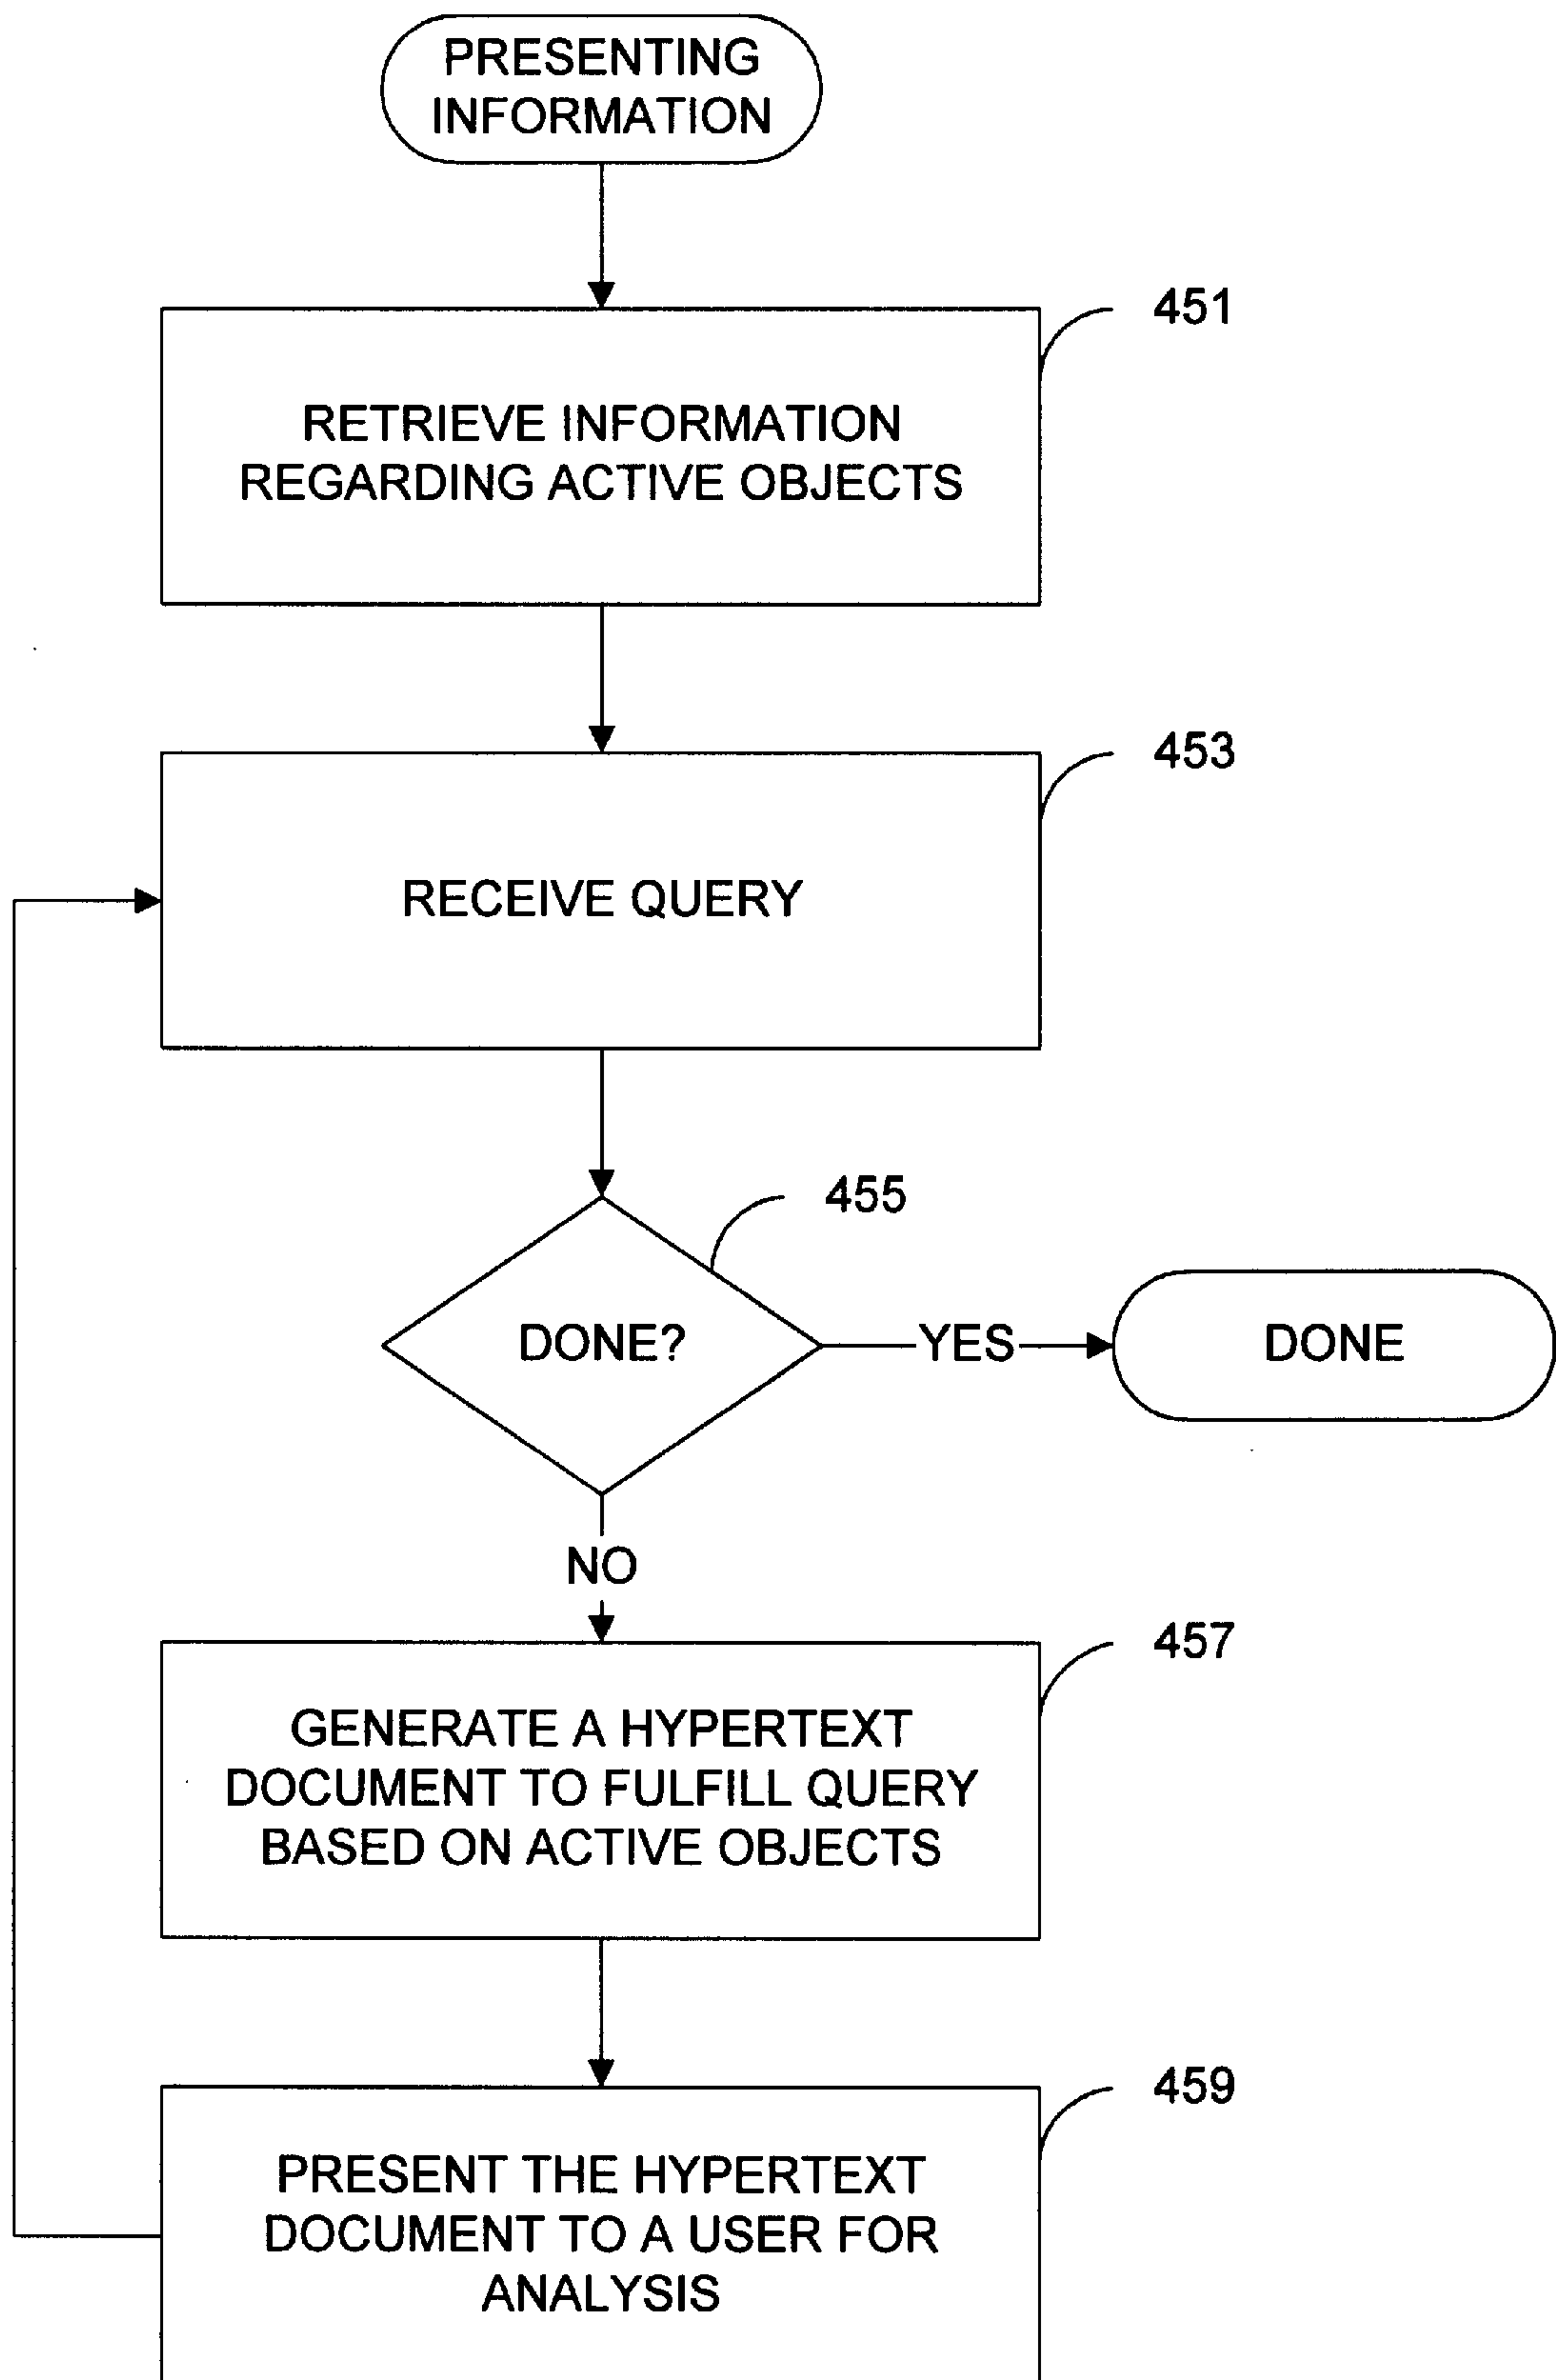 PRESENTING
INFORMATION
451
RETRIEVE INFORMATION
REGARDING ACTIVE OBJECTS
453
RECEIVE QUERY
455
DONE?
YES
DONE
NO
457
GENERATE A HYPERTEXT
DOCUMENT TO FULFILL QUERY
BASED ON ACTIVE OBJECTS
459
PRESENT THE HYPERTEXT
DOCUMENT TO A USER FOR
ANALYSIS